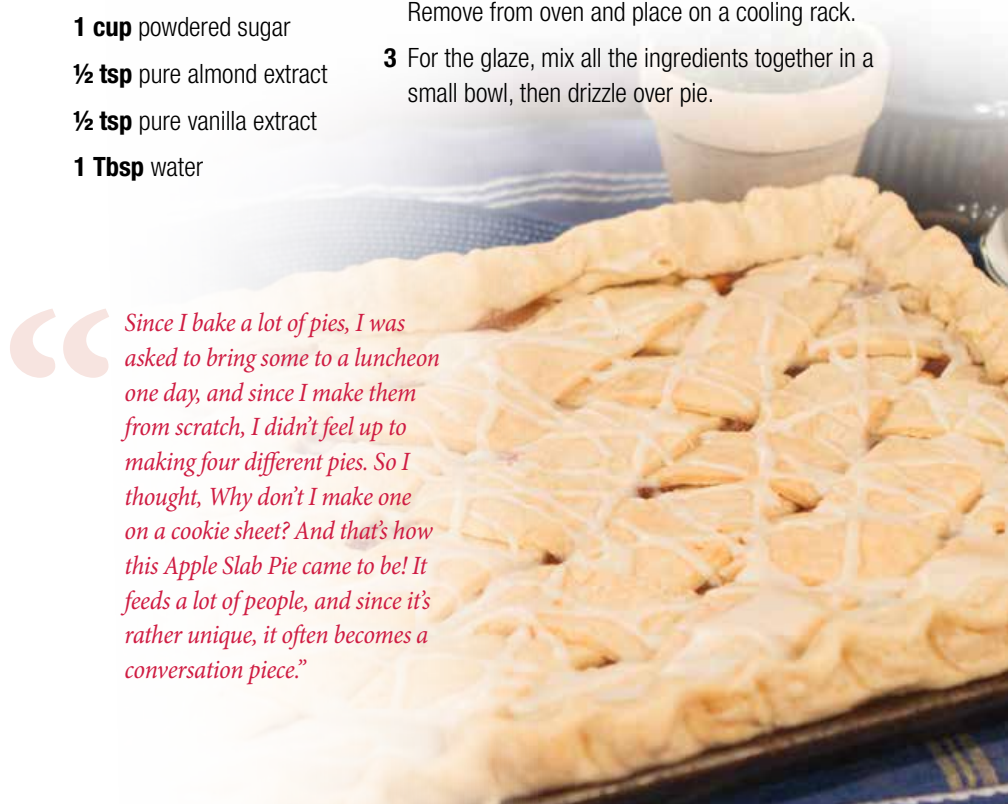 1 cup powdered sugar
½ tsp pure almond extract
½ tsp pure vanilla extract
1 Tbsp water
Remove from oven and place on a cooling rack.
3 For the glaze, mix all the ingredients together in a
small bowl, then drizzle over pie.
“
Since I bake a lot of pies, I was
asked to bring some to a luncheon
one day, and since I make them
from scratch, I didn’t feel up to
making four different pies. So I
thought, Why don’t I make one
on a cookie sheet? And that’s how
this Apple Slab Pie came to be! It
feeds a lot of people, and since it’s
rather unique, it often becomes a
conversation piece.”